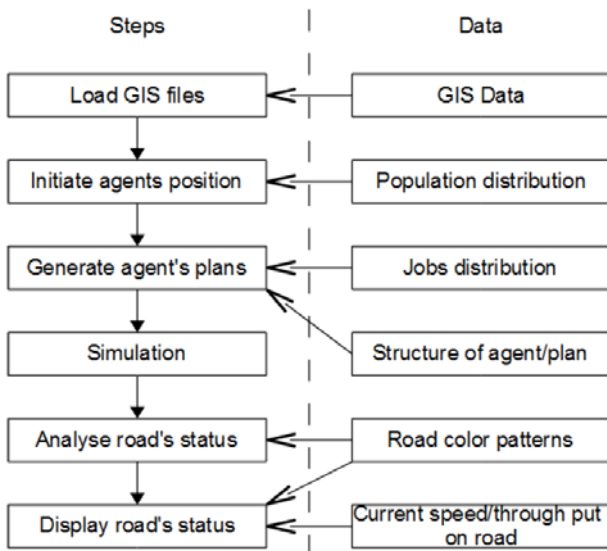 Steps
Data
Load GIS files
GIS Data
Initiate agents position
Population distribution
Generate agent's plans
Jobs distribution
Simulation
Structure of agent/plan
Analyse road's status
Road color patterns
Display road's status
Current speed/through put
on road